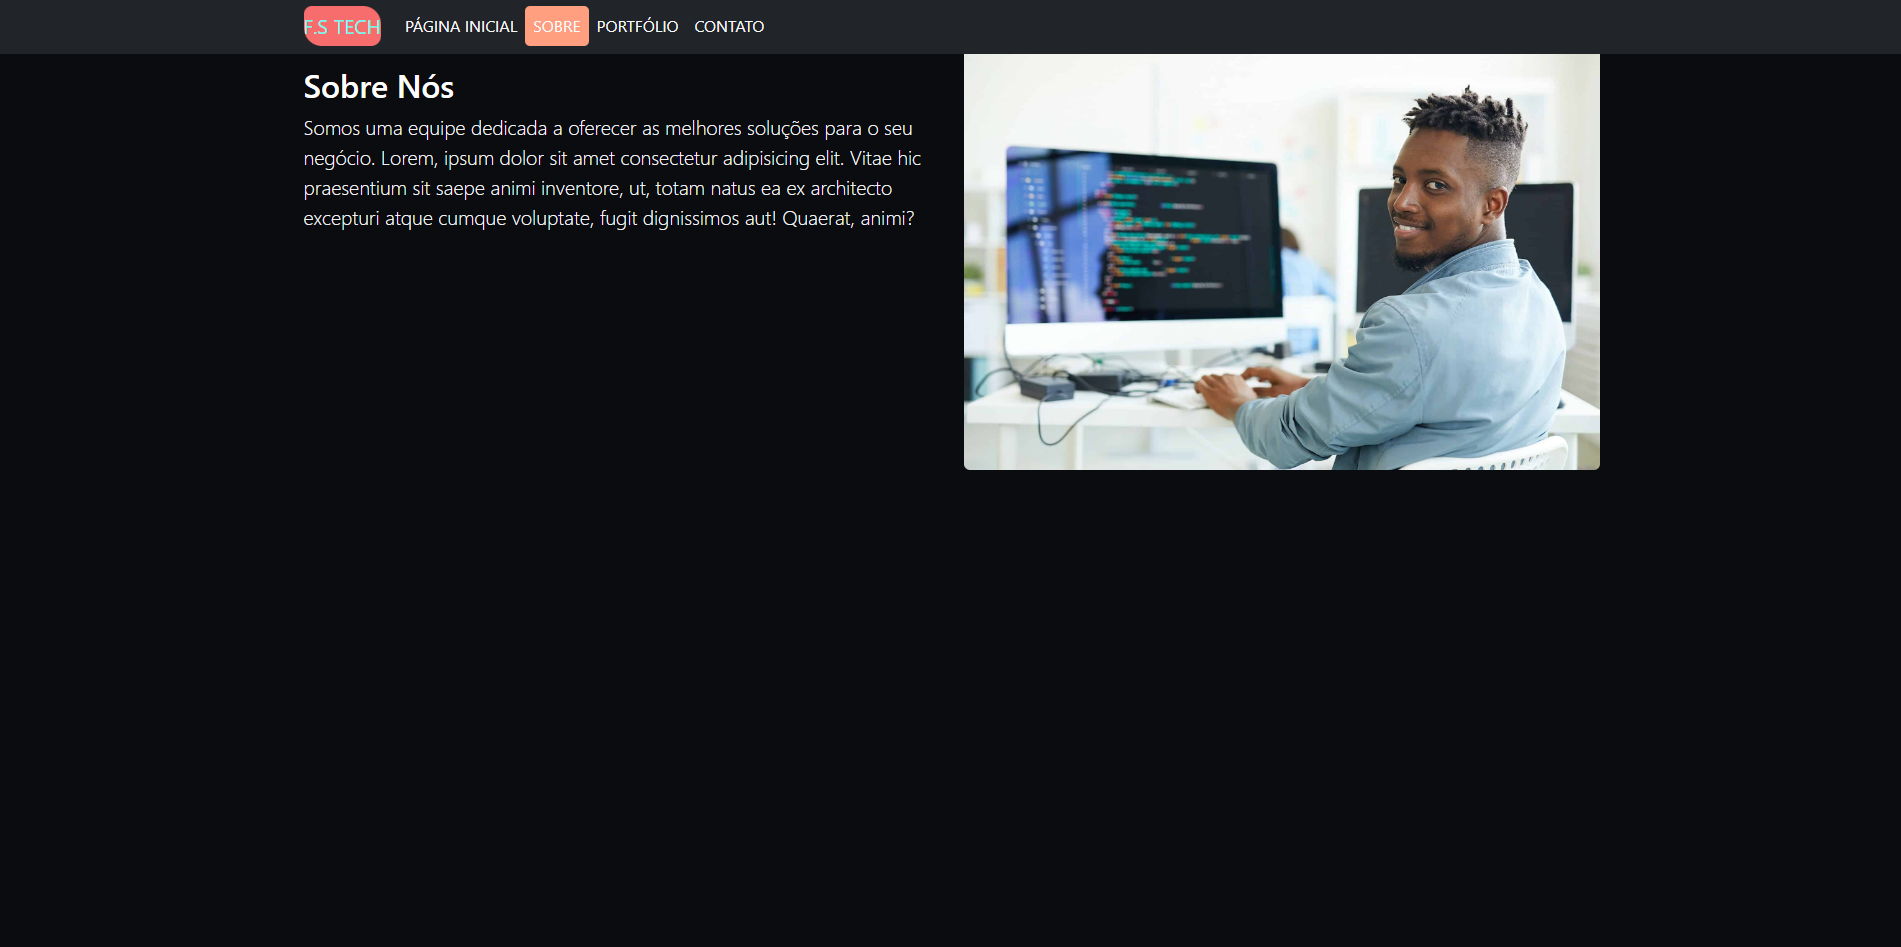 F.S TECH
PÁGINA INICIAL
SOBRE
PORTFÓLIO
CONTATO
Sobre Nós
Somos uma equipe dedicada a oferecer as melhores soluções para o seu
negócio. Lorem, ipsum dolor sit amet consectetur adipisicing elit. Vitae hic
praesentium sit saepe animi inventore, ut, totam natus ea ex architecto
excepturi atque cumque voluptate, fugit dignissimos aut! Quaerat, animi?